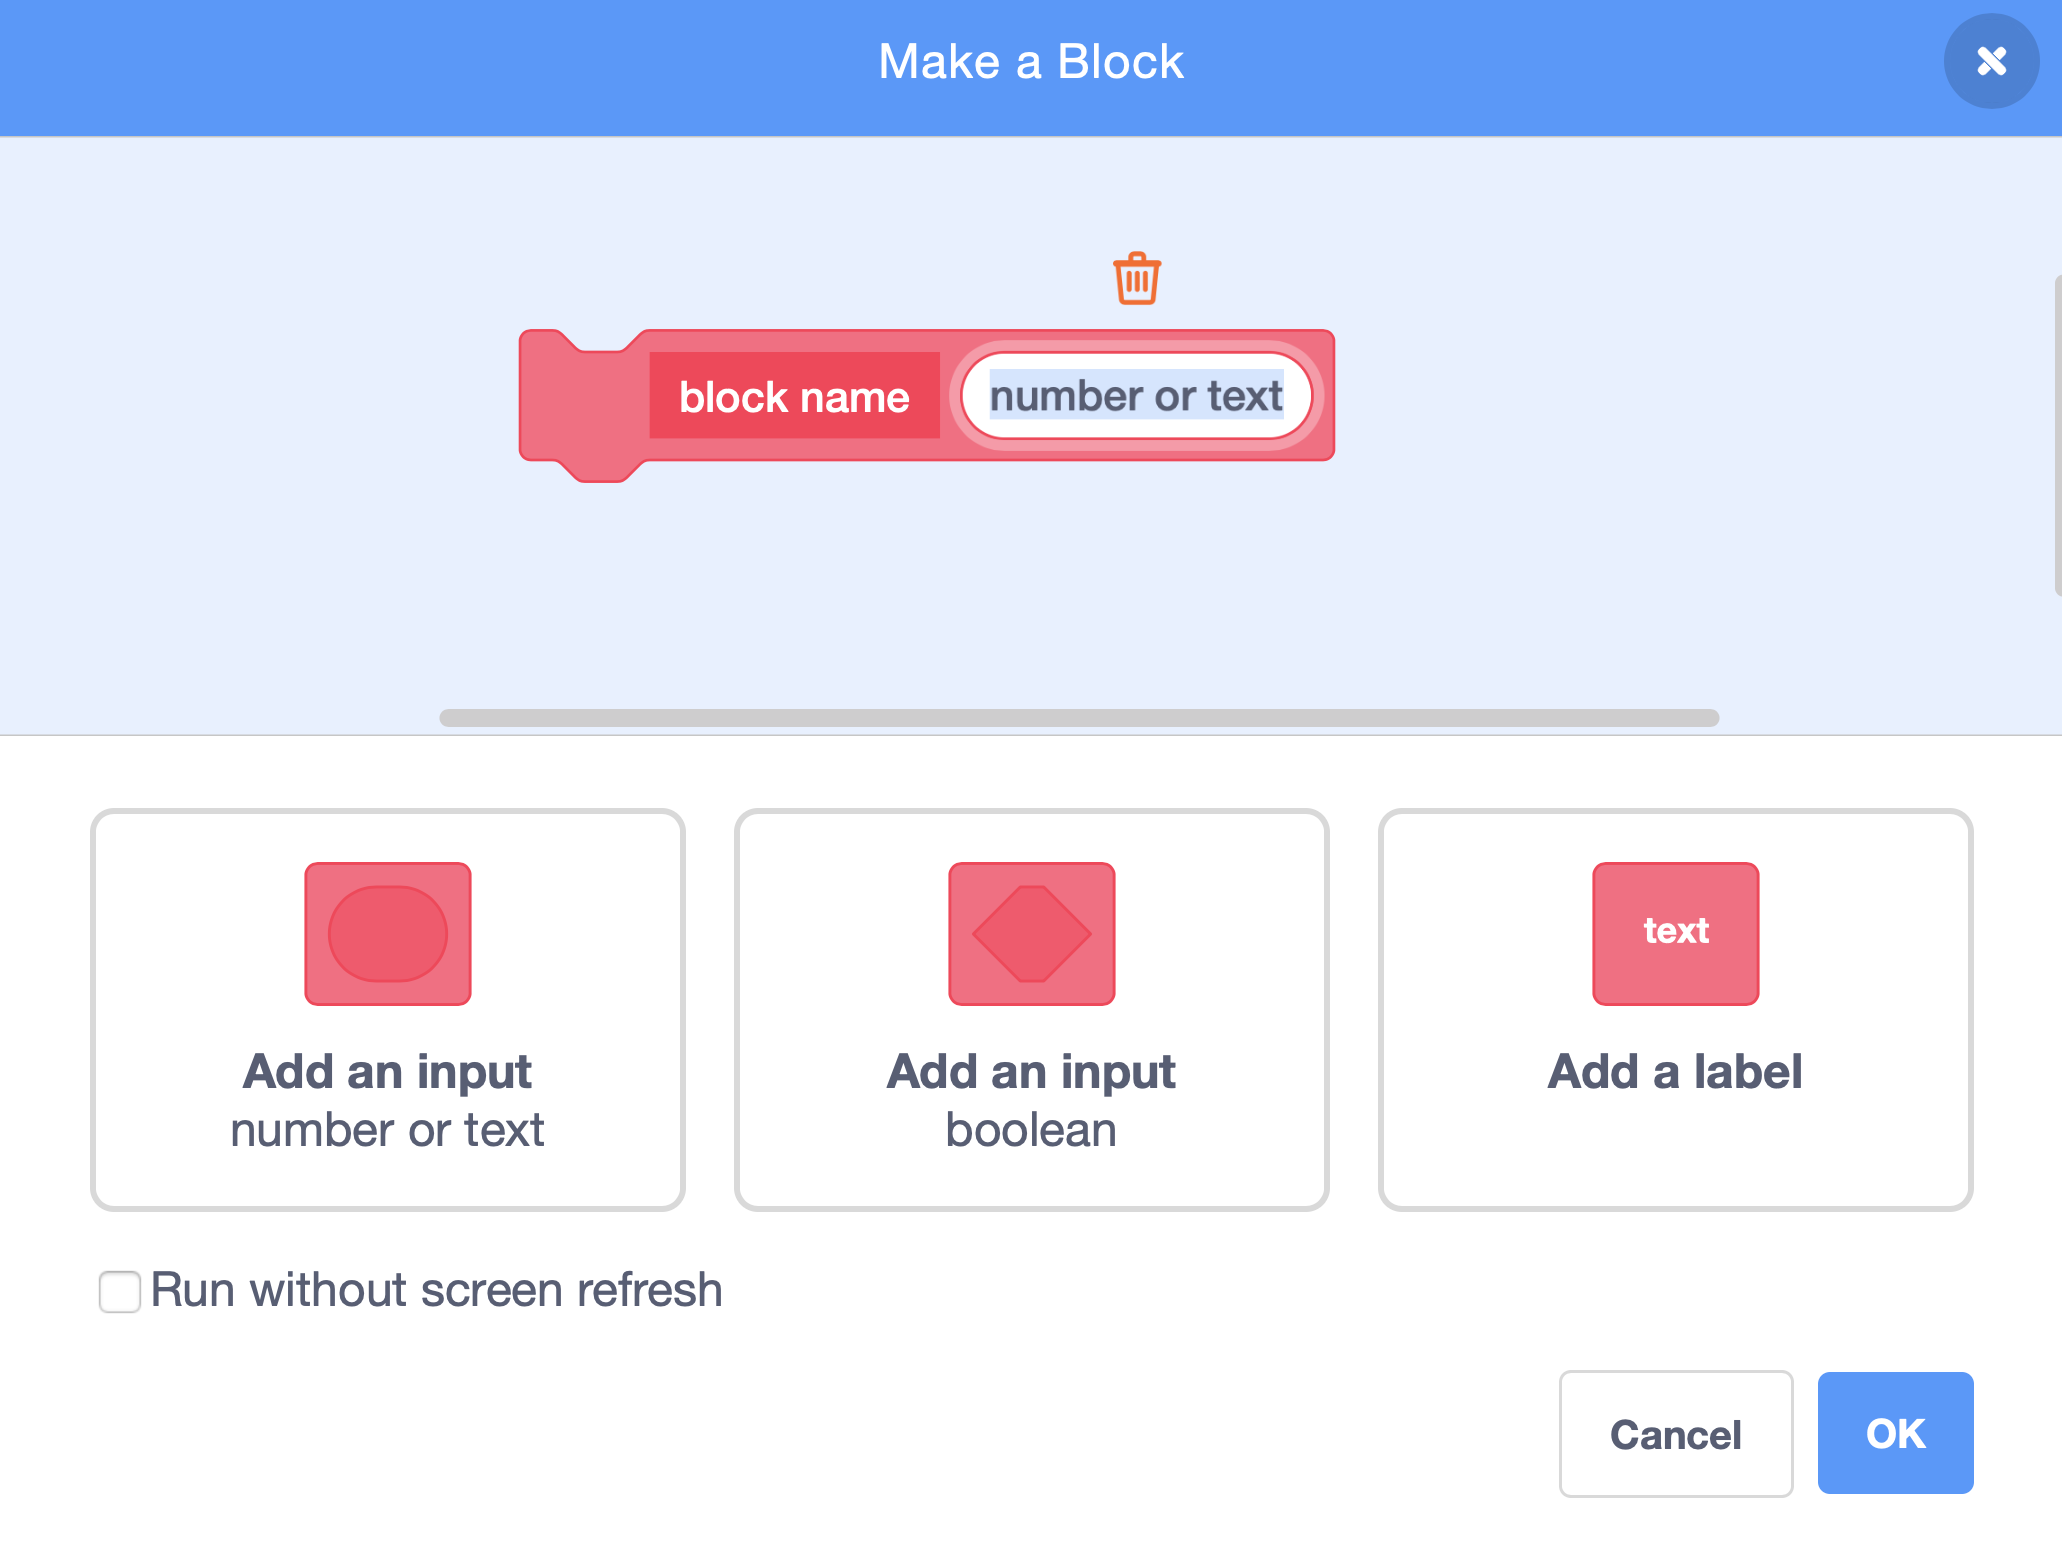 Make a Block
block name number or text
text
Add an input
number or text
Add an input
boolean
Add a label
Run without screen refresh
Cancel
OK